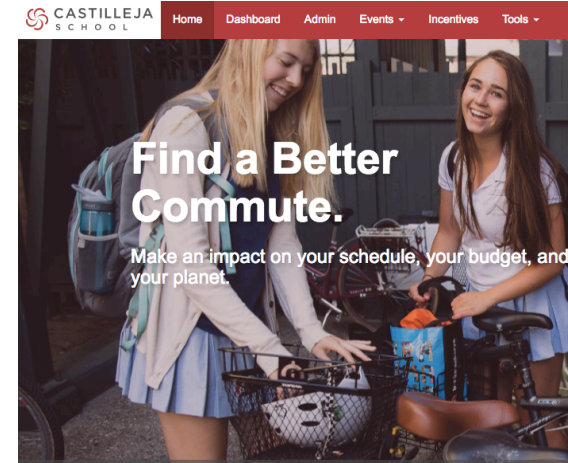 CASTILLEJA
SCHOOL
Home Dashboard Admin Events Incentives Tools
Find a Better
Commute.
Make an impact on your schedule, your budget, and
your planet.